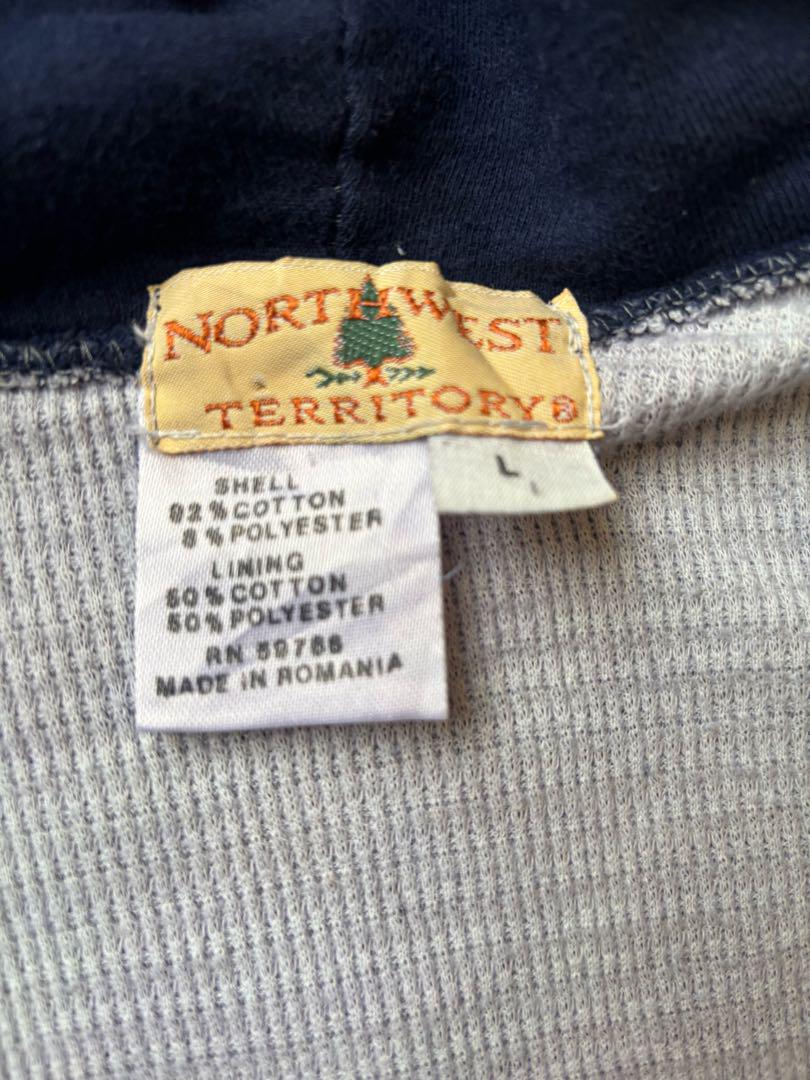 NORTHWEST
TERRITORY®
L
SHELL
92% COTTON
8% POLYESTER
LINING
50% COTTON
50% POLYESTER
RN 59766
MADE IN ROMANIA